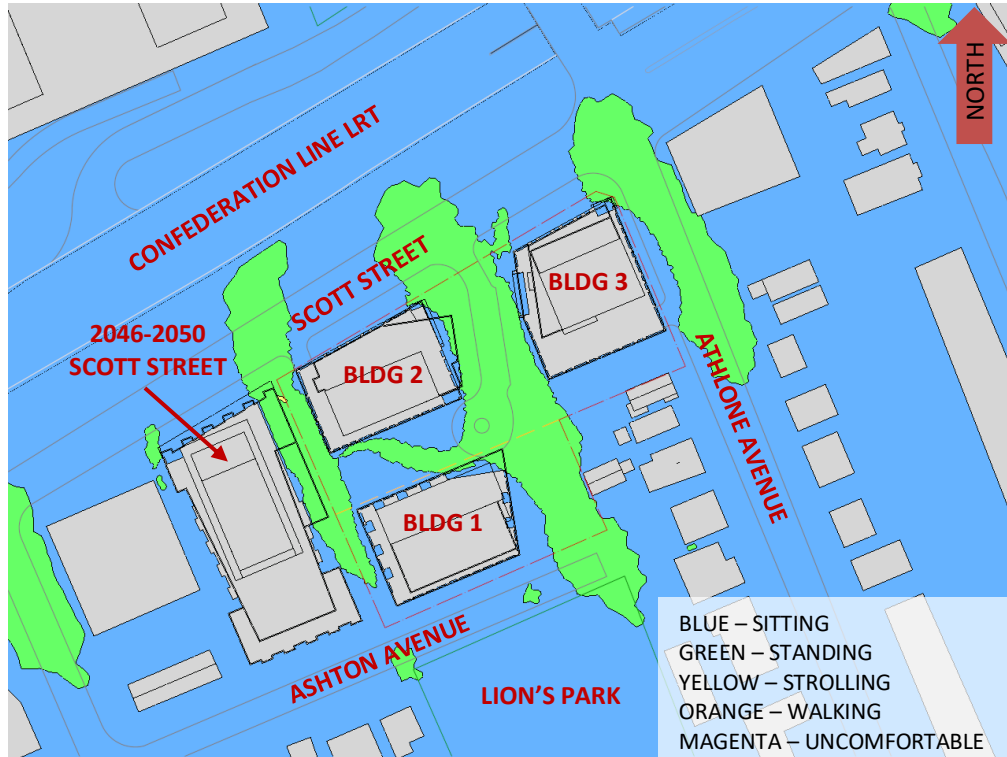 NORTH
CONFEDERATION LINE LRT
SCOTT STREET
BLDG 3
2046-2050
SCOTT STREET
BLDG 2
ATHLONE AVENUE
BLDG 1
ASHTON AVENUE
LION'S PARK
BLUE – SITTING
GREEN – STANDING
YELLOW – STROLLING
ORANGE – WALKING
MAGENTA – UNCOMFORTABLE